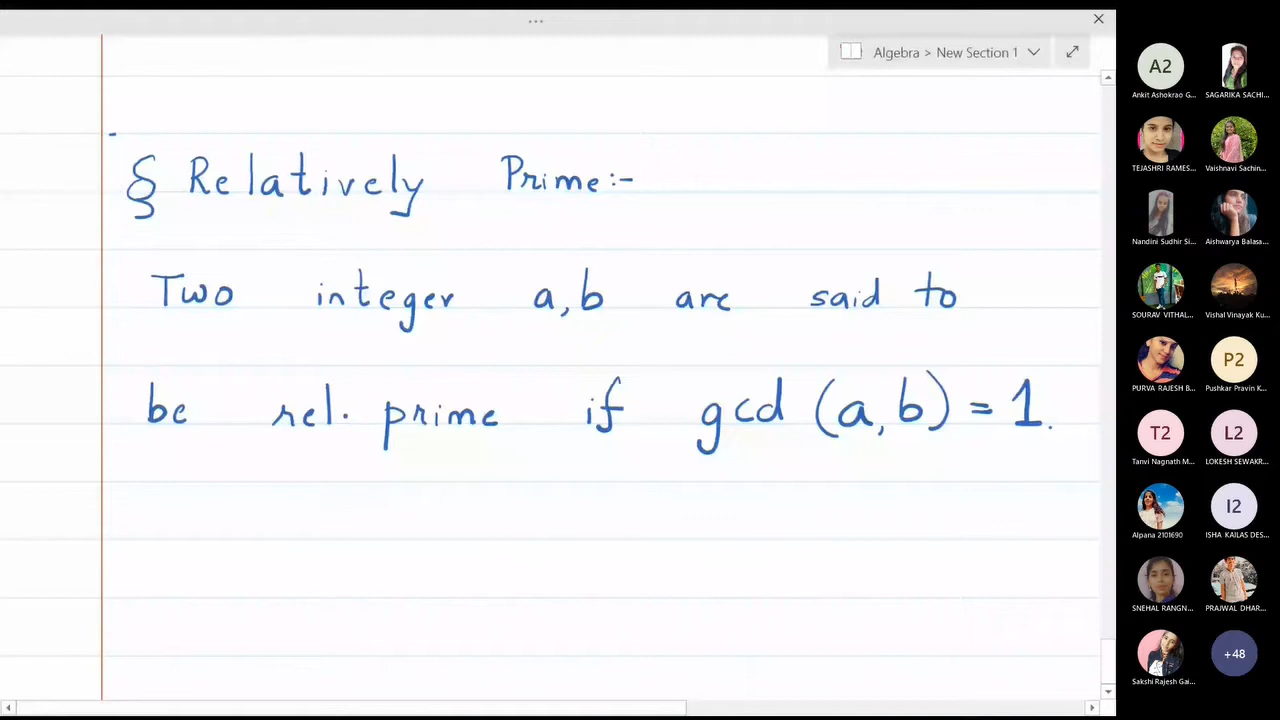 Algebra > New Section 1
§ Relatively Prime:-
Two integer a,b are said to
be rel. prime if gcd (a,b) = 1.
A2
Ankit Ashokrao G...
SAGARIKA SACHI...
TEJASHRI RAMES...
Vaishnavi Sachin...
Nandini Sudhir Si...
Aishwarya Balasa...
SOURAV VITHAL...
Vishal Vinayak Ku...
P2
PURVA RAJESH B...
Pushkar Pravin K...
T2
L2
Tanvi Nagnath M...
LOKESH SEWAKR...
I2
Alpana 2101690
ISHA KAILAS DES...
SNEHAL RANGN...
PRAJWAL DHAR...
+48
Sakshi Rajesh Gai...